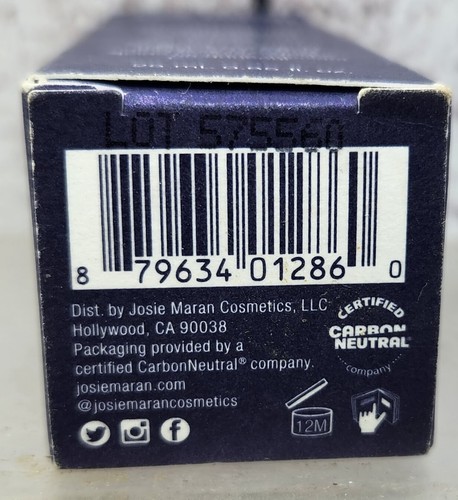 LOT 575560
8 79634 01286 0
Dist. by Josie Maran Cosmetics, LLC
Hollywood, CA 90038
Packaging provided by a
certified CarbonNeutral® company.
josiemaran.com
@josiemarancosmetics
CERTIFIED
CARBON
NEUTRAL
company
12M